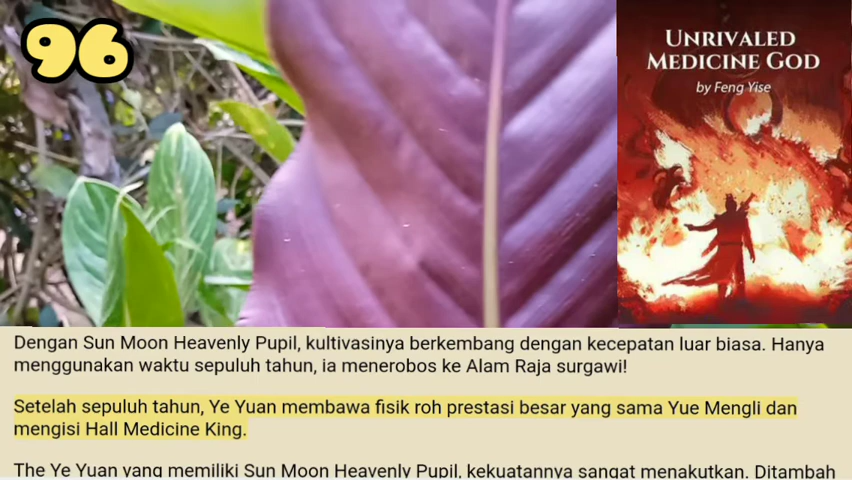 96
UNRIVALED
MEDICINE GOD
by Feng Yise
Dengan Sun Moon Heavenly Pupil, kultivasinya berkembang dengan kecepatan luar biasa. Hanya
menggunakan waktu sepuluh tahun, ia menerobos ke Alam Raja surgawi!
Setelah sepuluh tahun, Ye Yuan membawa fisik roh prestasi besar yang sama Yue Mengli dan
mengisi Hall Medicine King.
The Ye Yuan yang memiliki Sun Moon Heavenly Pupil, kekuatannya sangat menakutkan. Ditambah